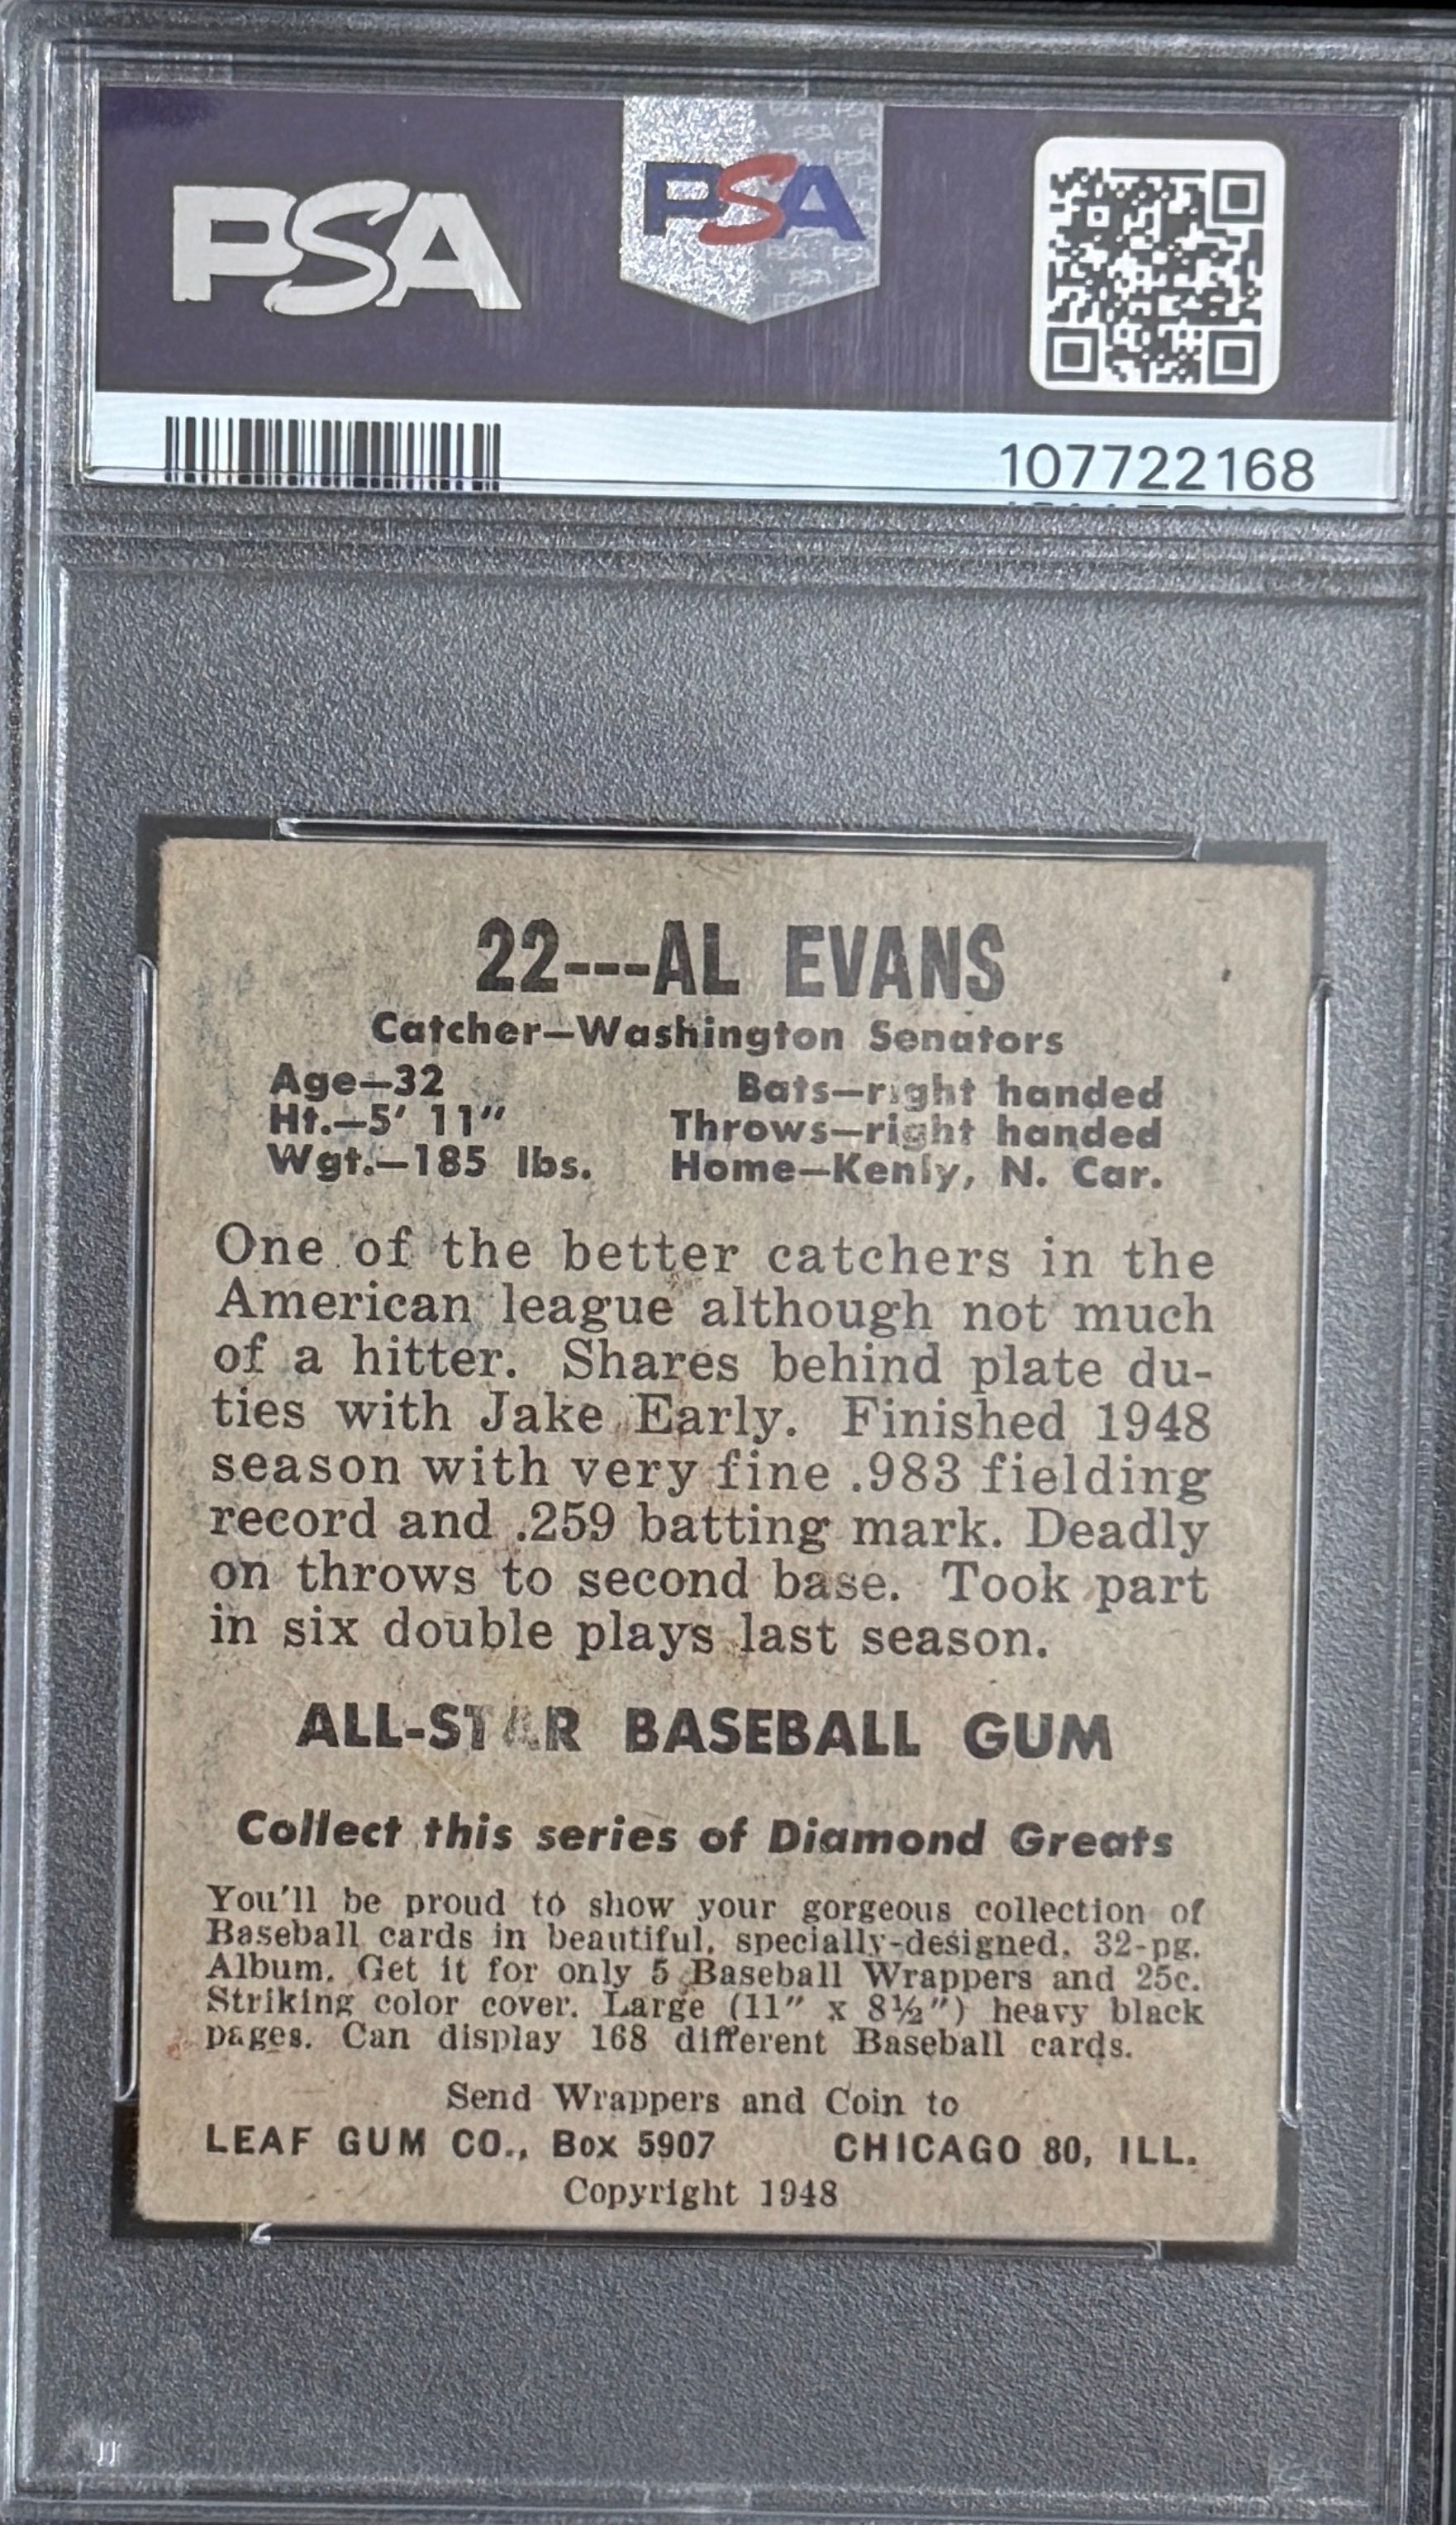 PSA
PSA
107722168
22---AL EVANS
Catcher—Washington Senators
Age—32
Bats—right handed
Ht.—5' 11"
Throws—right handed
Wgt.—185 lbs.
Home—Kenly, N. Car.
One of the better catchers in the
American league although not much
of a hitter. Shares behind plate du-
ties with Jake Early. Finished 1948
season with very fine .983 fielding
record and .259 batting mark. Deadly
on throws to second base. Took part
in six double plays last season.
ALL-STAR BASEBALL GUM
Collect this series of Diamond Greats
You'll be proud to show your gorgeous collection of
Baseball cards in beautiful, specially-designed, 32-pg.
Album. Get it for only 5 Baseball Wrappers and 25c.
Striking color cover. Large (11" x 8½") heavy black
pages. Can display 168 different Baseball cards.
Send Wrappers and Coin to
LEAF GUM CO., Box 5907 CHICAGO 80, ILL.
Copyright 1948